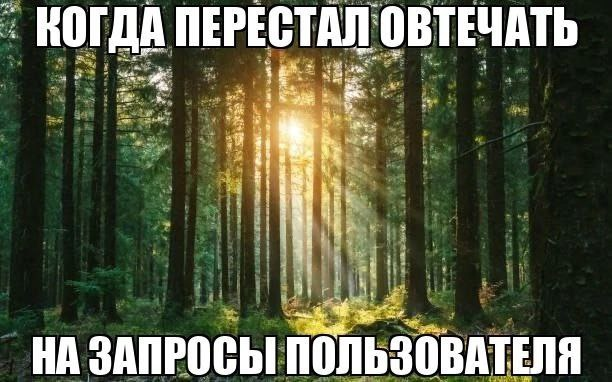 КОГДА ПЕРЕСТАЛ ОВТЕЧАТЬ
НА ЗАПРОСЫ ПОЛЬЗОВАТЕЛЯ